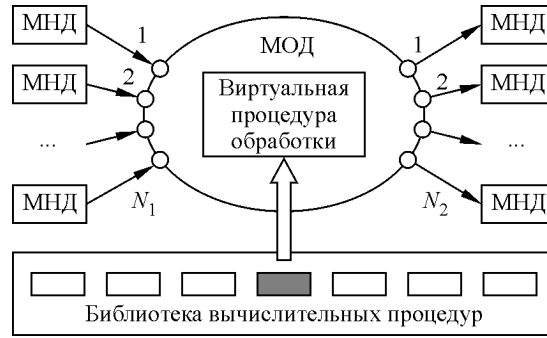 МНД 1 МОД 1 МНД
МНД 2 Виртуальная 2 МНД
процедура
... обработки ...
МНД N₁ N₂ МНД
Библиотека вычислительных процедур